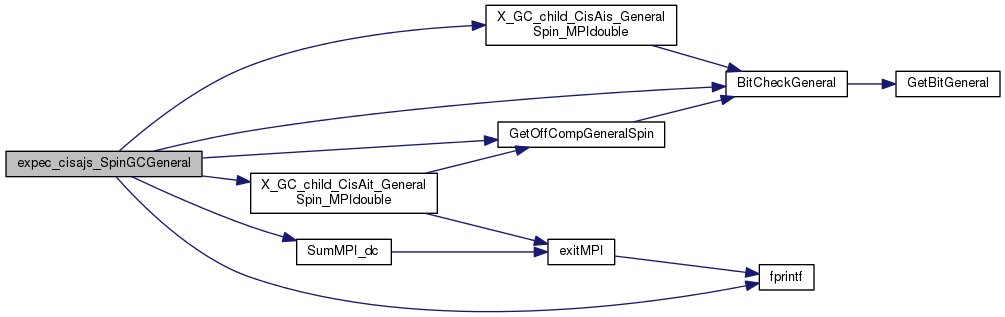 X_GC_child_CisAis_General
Spin_MPIdouble
BitCheckGeneral
GetBitGeneral
GetOffCompGeneralSpin
expec_cisajs_SpinGCGeneral
X_GC_child_CisAit_General
Spin_MPIdouble
SumMPI_dc
exitMPI
fprintf